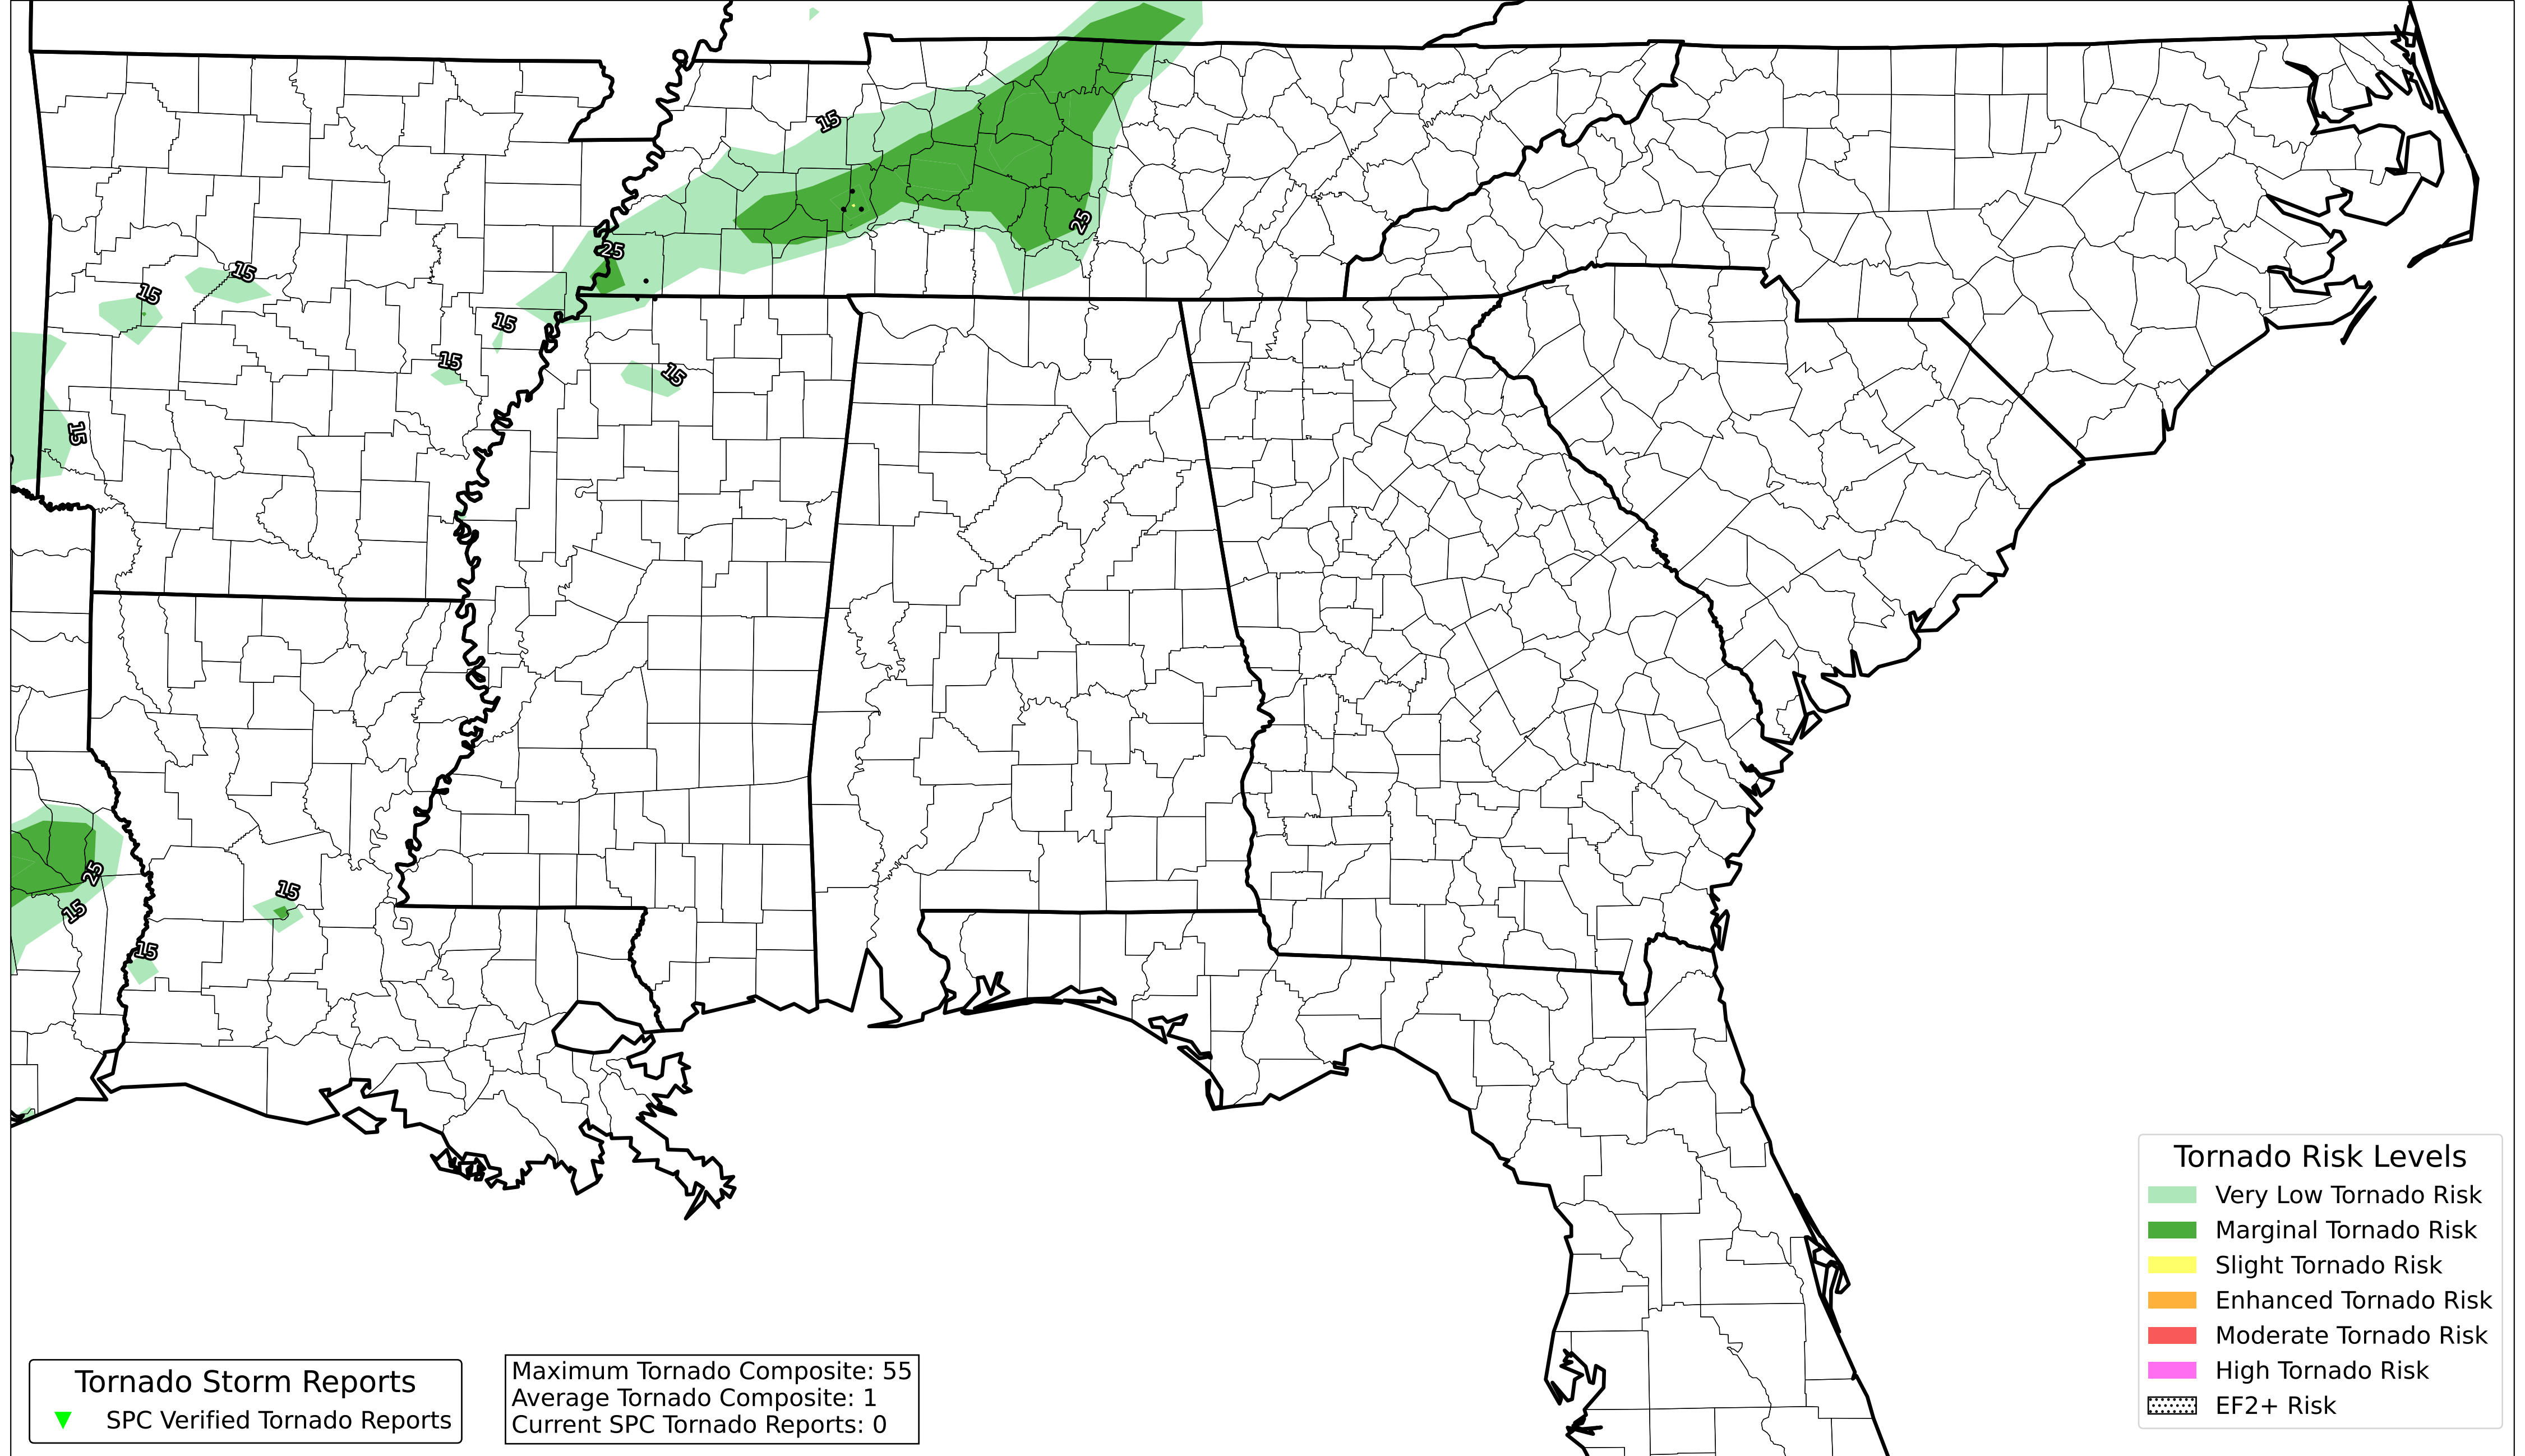 15
25
15
15
15
15
15
15
25
25
15
15
15
Tornado Risk Levels
Very Low Tornado Risk
Marginal Tornado Risk
Slight Tornado Risk
Enhanced Tornado Risk
Moderate Tornado Risk
High Tornado Risk
EF2+ Risk
Tornado Storm Reports
SPC Verified Tornado Reports
Maximum Tornado Composite: 55
Average Tornado Composite: 1
Current SPC Tornado Reports: 0